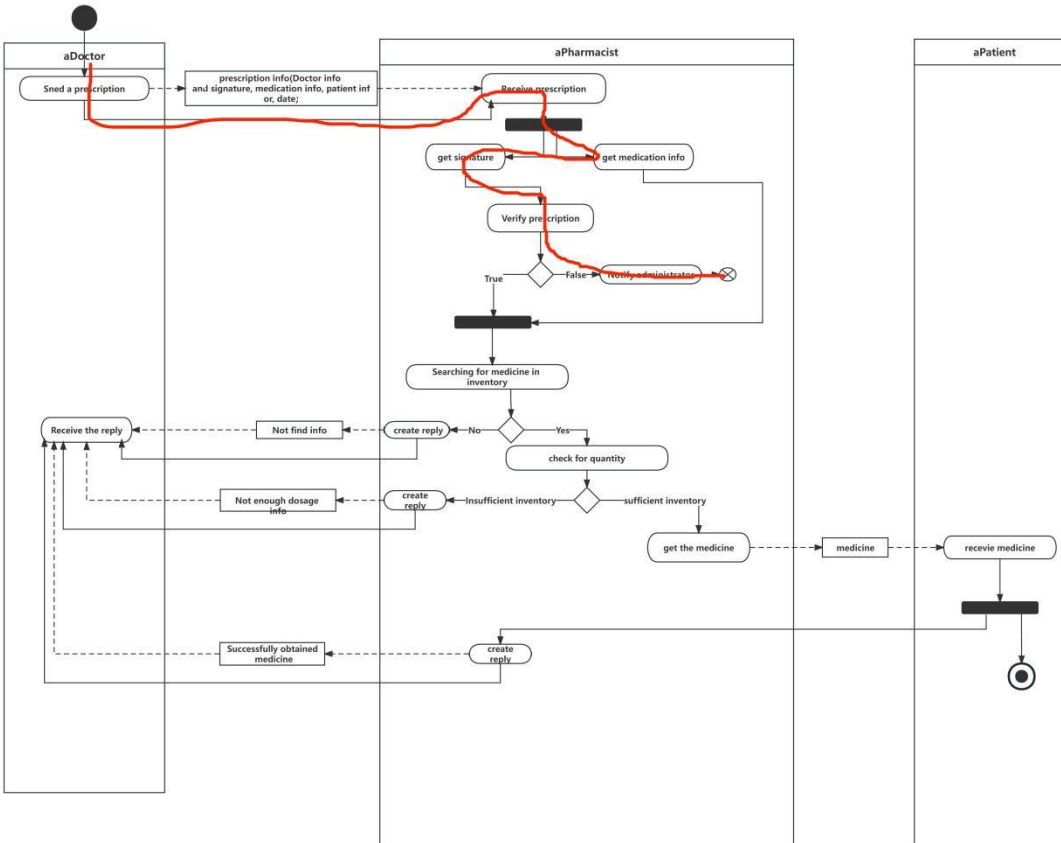 aDoctor
aPharmacist
aPatient
Sned a prescription
prescription info(Doctor info
and signature, medication info, patient inf
or, date;
Receive prescription
get signature
get medication info
Verify prescription
True
False
Notify administrator
Searching for medicine in
inventory
Receive the reply
Not find info
create reply
No
Yes
check for quantity
Not enough dosage
info
create
reply
Insufficient inventory
sufficient inventory
get the medicine
medicine
recevie medicine
Successfully obtained
medicine
create
reply